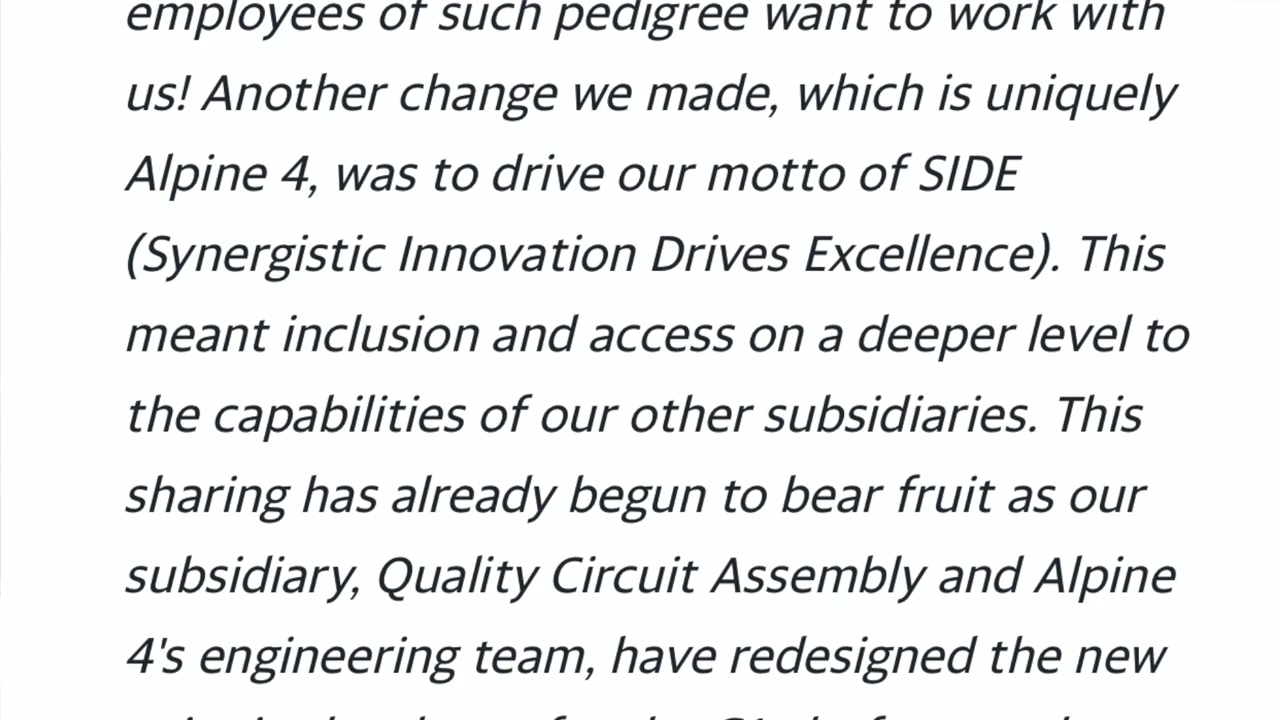 employees of such pedigree want to work with
us! Another change we made, which is uniquely
Alpine 4, was to drive our motto of SIDE
(Synergistic Innovation Drives Excellence). This
meant inclusion and access on a deeper level to
the capabilities of our other subsidiaries. This
sharing has already begun to bear fruit as our
subsidiary, Quality Circuit Assembly and Alpine
4's engineering team, have redesigned the new